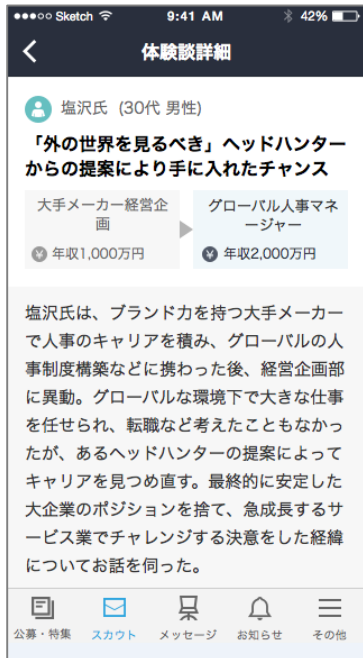 Sketch 9:41 AM 42%
体験談詳細
塩沢氏 (30代 男性)
「外の世界を見るべき」ヘッドハンター
からの提案により手に入れたチャンス
大手メーカー経営企
画
年収1,000万円
グローバル人事マネ
ージャー
年収2,000万円
塩沢氏は、ブランド力を持つ大手メーカー
で人事のキャリアを積み、グローバルの人
事制度構築などに携わった後、経営企画部
に異動。グローバルな環境下で大きな仕事
を任せられ、転職など考えたこともなかっ
たが、あるヘッドハンターの提案によって
キャリアを見つめ直す。最終的に安定した
大企業のポジションを捨て、急成長するサ
ービス業でチャレンジする決意をした経緯
についてお話を伺った。
公募・特集 スカウト メッセージ お知らせ その他